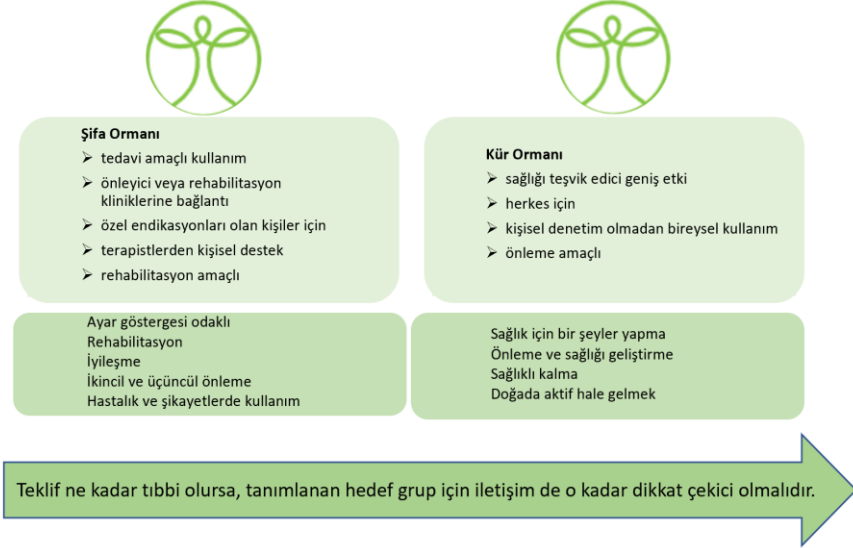 Şifa Ormanı
➢ tedavi amaçlı kullanım
➢ önleyici veya rehabilitasyon
kliniklerine bağlantı
➢ özel endikasyonları olan kişiler için
➢ terapistlerden kişisel destek
➢ rehabilitasyon amaçlı
Ayar göstergesi odaklı
Rehabilitasyon
İyileşme
İkincil ve üçüncül önleme
Hastalık ve şikayetlerde kullanım
Kür Ormanı
➢ sağlığı teşvik edici geniş etki
➢ herkes için
➢ kişisel denetim olmadan bireysel kullanım
➢ önleme amaçlı
Sağlık için bir şeyler yapma
Önleme ve sağlığı geliştirme
Sağlıklı kalma
Doğada aktif hale gelmek
Teklif ne kadar tıbbi olursa, tanımlanan hedef grup için iletişim de o kadar dikkat çekici olmalıdır.